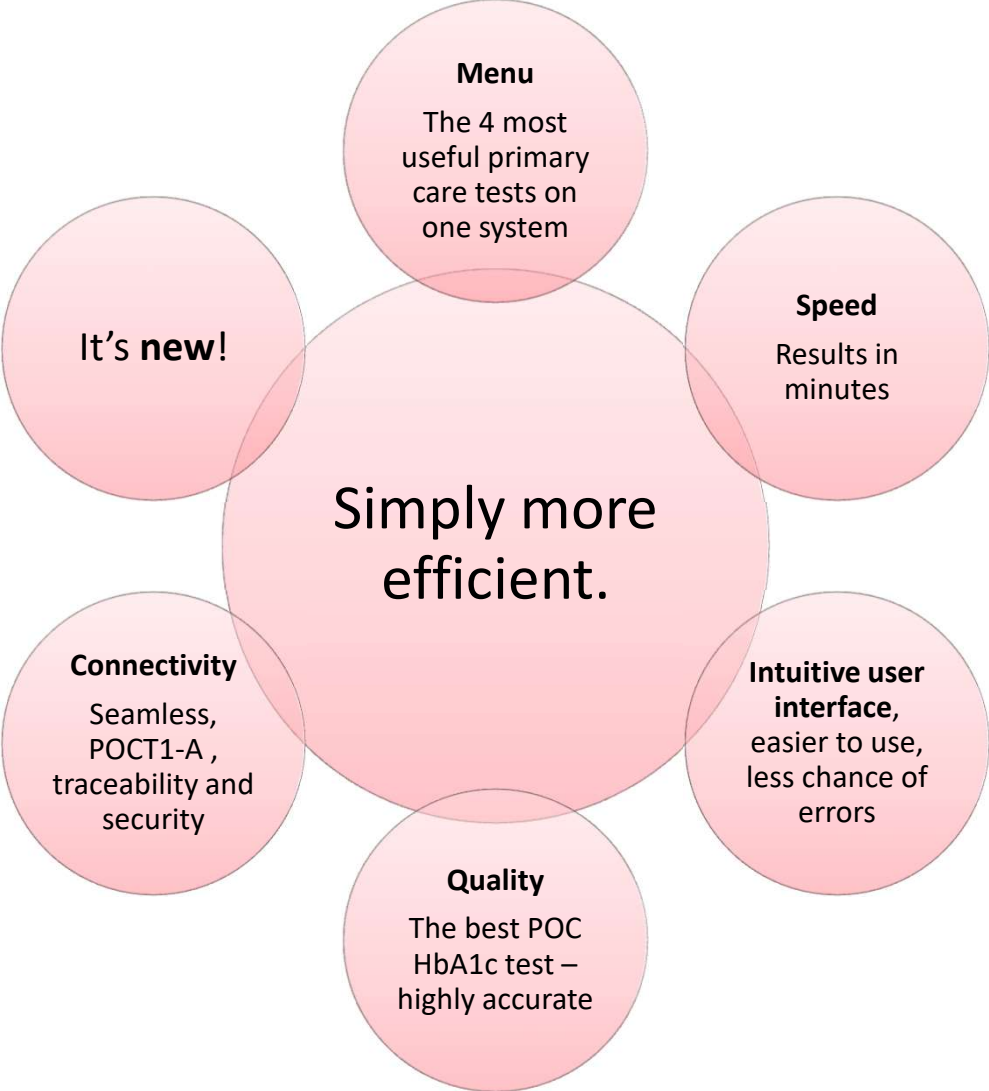 Menu
The 4 most
useful primary
care tests on
one system
Speed
Results in
minutes
Intuitive user
interface,
easier to use,
less chance of
errors
Quality
The best POC
HbA1c test –
highly accurate
Connectivity
Seamless,
POCT1-A ,
traceability and
security
It’s new!
Simply more
efficient.